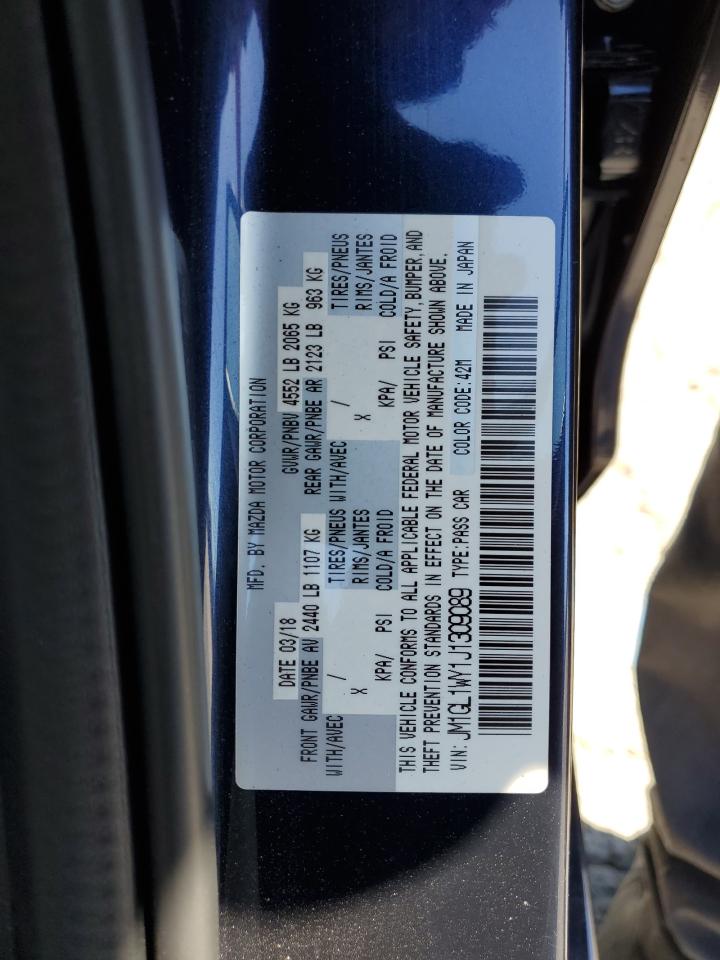 MFD. BY MAZDA MOTOR CORPORATION
DATE 03/18 GVWR/PNBV 4552 LB 2065 KG
FRONT GAWR/PNBE AV 2440 LB 1107 KG REAR GAWR/PNBE AR 2123 LB 963 KG
WITH/AVEC / TIRES/PNEUS WITH/AVEC / TIRES/PNEUS
X RIMS/JANTES X RIMS/JANTES
KPA/ PSI COLD/A FROID KPA/ PSI COLD/A FROID
THIS VEHICLE CONFORMS TO ALL APPLICABLE FEDERAL MOTOR VEHICLE SAFETY, BUMPER, AND
THEFT PREVENTION STANDARDS IN EFFECT ON THE DATE OF MANUFACTURE SHOWN ABOVE.
VIN: JM1GL1WY1J1309089 TYPE:PASS CAR COLOR CODE:42M MADE IN JAPAN